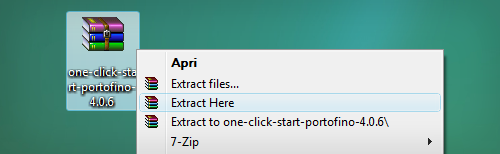 one-click-sta
rt-portofino-
4.0.6
Apri
Extract files...
Extract Here
Extract to one-click-start-portofino-4.0.6\
7-Zip